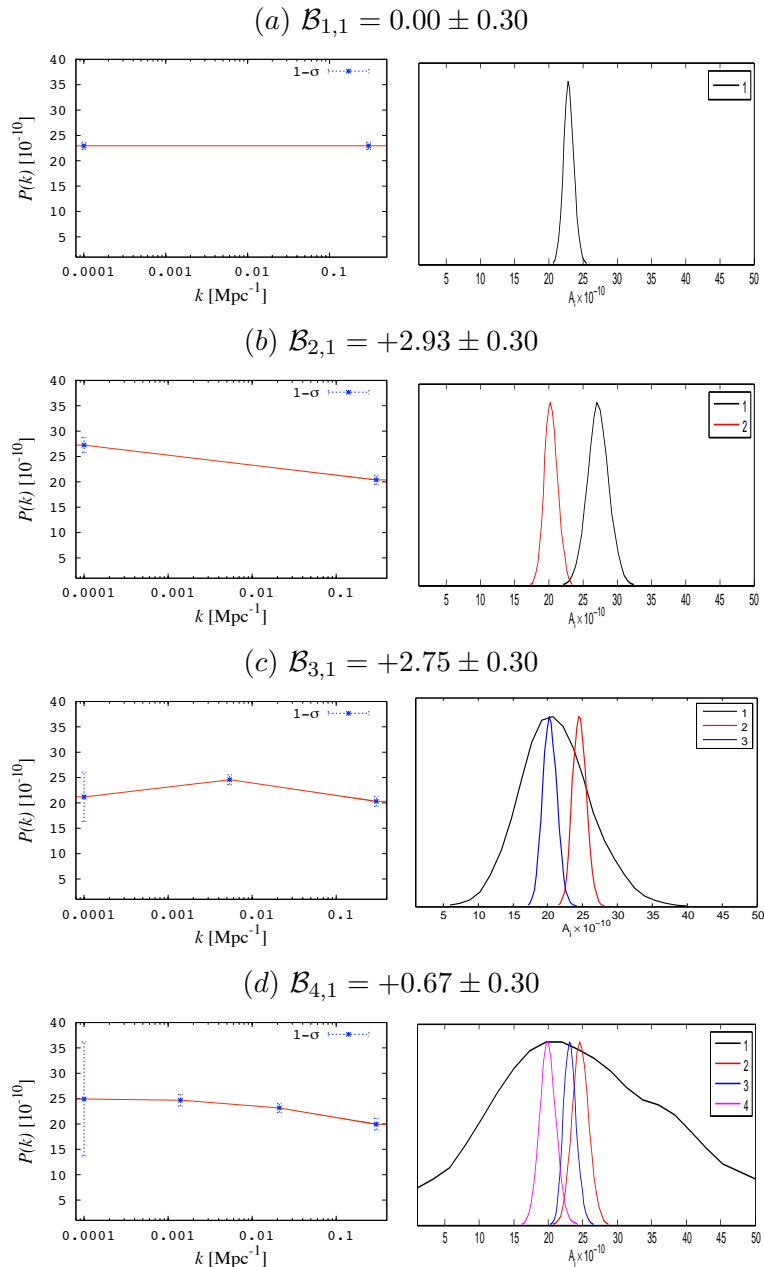 (a) B₁,₁ = 0.00 ± 0.30
40
35
30
25
20
15
10
5
P(k) [10⁻¹⁰]
1-σ
0.0001 0.001 0.01 0.1
k [Mpc⁻¹]
1
5 10 15 20 25 30 35 40 45 50
Aᵢ×10⁻¹⁰
(b) B₂,₁ = +2.93 ± 0.30
40
35
30
25
20
15
10
5
P(k) [10⁻¹⁰]
1-σ
0.0001 0.001 0.01 0.1
k [Mpc⁻¹]
1
2
5 10 15 20 25 30 35 40 45 50
Aᵢ×10⁻¹⁰
(c) B₃,₁ = +2.75 ± 0.30
40
35
30
25
20
15
10
5
P(k) [10⁻¹⁰]
1-σ
0.0001 0.001 0.01 0.1
k [Mpc⁻¹]
1
2
3
5 10 15 20 25 30 35 40 45 50
Aᵢ×10⁻¹⁰
(d) B₄,₁ = +0.67 ± 0.30
40
35
30
25
20
15
10
5
P(k) [10⁻¹⁰]
1-σ
0.0001 0.001 0.01 0.1
k [Mpc⁻¹]
1
2
3
4
5 10 15 20 25 30 35 40 45 50
Aᵢ×10⁻¹⁰